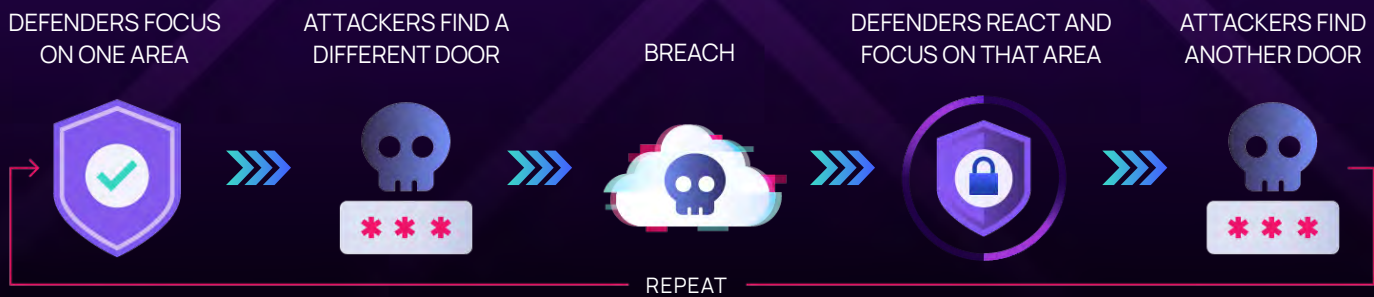 DEFENDERS FOCUS
ON ONE AREA
ATTACKERS FIND A
DIFFERENT DOOR
BREACH
DEFENDERS REACT AND
FOCUS ON THAT AREA
ATTACKERS FIND
ANOTHER DOOR
***
***
REPEAT